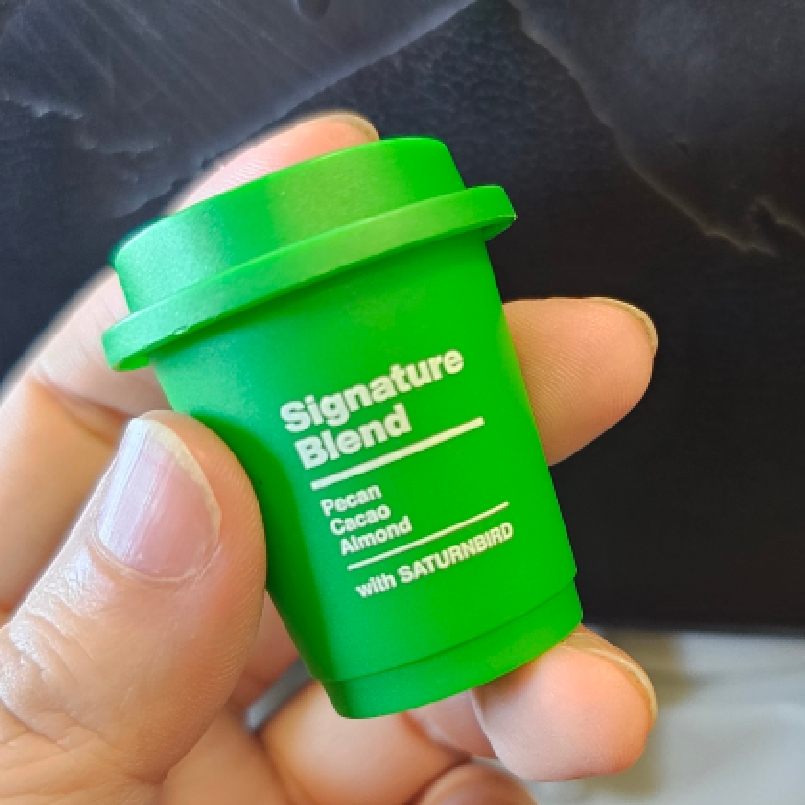 Signature
Blend
Pecan
Cacao
Almond
with SATURNBIRD